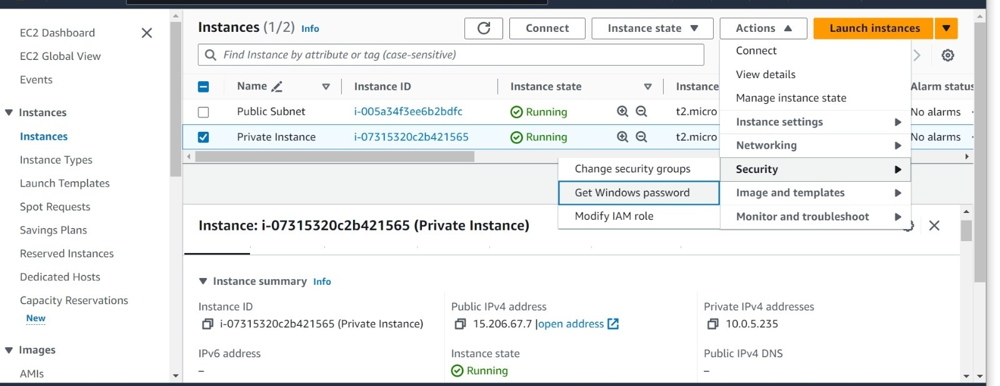 EC2 Dashboard
EC2 Global View
Events
Instances
Instances
Instance Types
Launch Templates
Spot Requests
Savings Plans
Reserved Instances
Dedicated Hosts
Capacity Reservations
New
Images
AMIs
Instances (1/2) Info
Connect
Instance state
Actions
Launch instances
Find Instance by attribute or tag (case-sensitive)
Name Instance ID Instance state Instance Alarm status
Public Subnet i-005a34f3ee6b2bdfc Running t2.micro No alarms
Private Instance i-07315320c2b421565 Running t2.micro No alarms
Connect
View details
Manage instance state
Instance settings
Networking
Security
Image and templates
Monitor and troubleshoot
Change security groups
Get Windows password
Modify IAM role
Instance: i-07315320c2b421565 (Private Instance)
Instance summary Info
Instance ID
i-07315320c2b421565 (Private Instance)
Public IPv4 address
15.206.67.7 |open address
Private IPv4 addresses
10.0.5.235
IPv6 address
–
Instance state
Running
Public IPv4 DNS
–